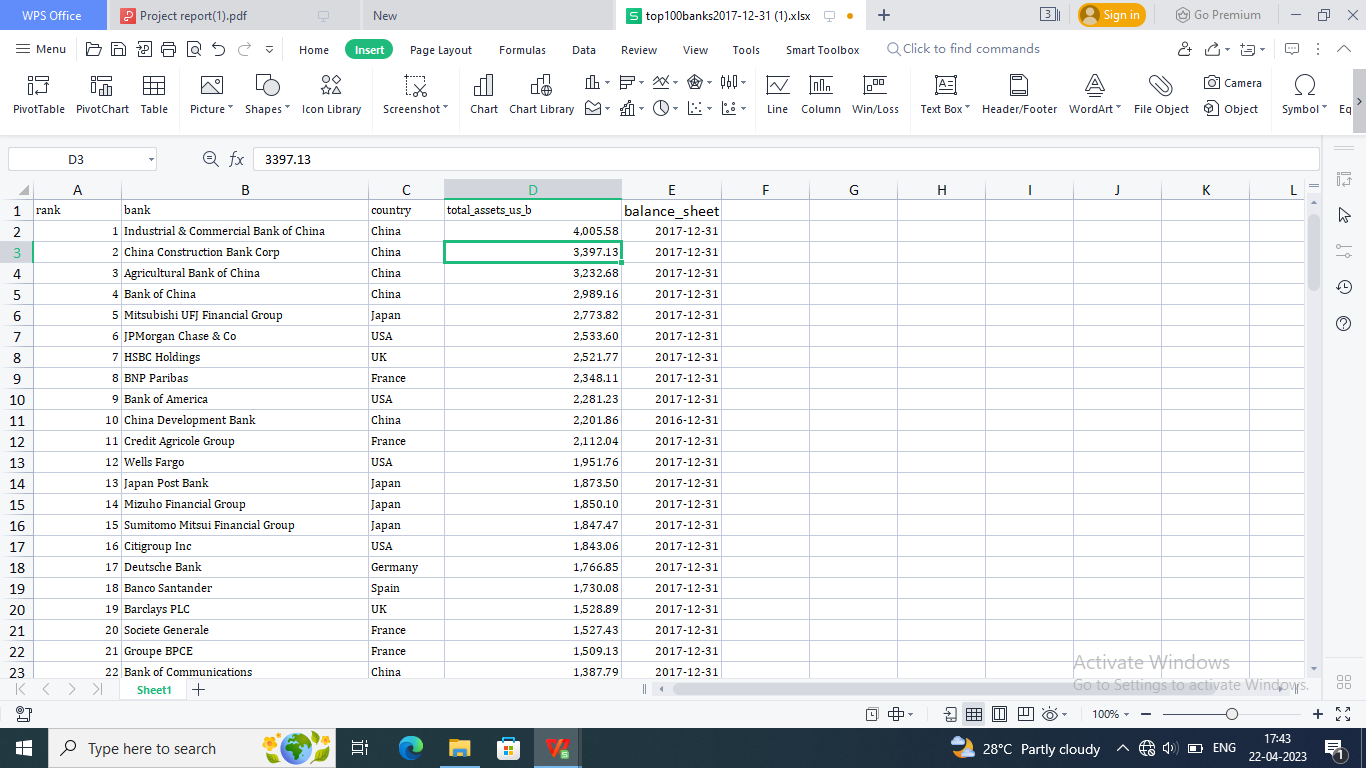 WPS Office Project report(1).pdf New top100banks2017-12-31 (1).xlsx + 3 Sign in Go Premium
Menu Home Insert Page Layout Formulas Data Review View Tools Smart Toolbox Click to find commands
PivotTable PivotChart Table Picture Shapes Icon Library Screenshot Chart Chart Library Line Column Win/Loss Text Box Header/Footer WordArt File Object Camera Object Symbol Eq
D3 fx 3397.13
A B C D E F G H I J K L
1 rank bank country total_assets_us_b balance_sheet
2 1 Industrial & Commercial Bank of China China 4,005.58 2017-12-31
3 2 China Construction Bank Corp China 3,397.13 2017-12-31
4 3 Agricultural Bank of China China 3,232.68 2017-12-31
5 4 Bank of China China 2,989.16 2017-12-31
6 5 Mitsubishi UFJ Financial Group Japan 2,773.82 2017-12-31
7 6 JPMorgan Chase & Co USA 2,533.60 2017-12-31
8 7 HSBC Holdings UK 2,521.77 2017-12-31
9 8 BNP Paribas France 2,348.11 2017-12-31
10 9 Bank of America USA 2,281.23 2017-12-31
11 10 China Development Bank China 2,201.86 2016-12-31
12 11 Credit Agricole Group France 2,112.04 2017-12-31
13 12 Wells Fargo USA 1,951.76 2017-12-31
14 13 Japan Post Bank Japan 1,873.50 2017-12-31
15 14 Mizuho Financial Group Japan 1,850.10 2017-12-31
16 15 Sumitomo Mitsui Financial Group Japan 1,847.47 2017-12-31
17 16 Citigroup Inc USA 1,843.06 2017-12-31
18 17 Deutsche Bank Germany 1,766.85 2017-12-31
19 18 Banco Santander Spain 1,730.08 2017-12-31
20 19 Barclays PLC UK 1,528.89 2017-12-31
21 20 Societe Generale France 1,527.43 2017-12-31
22 21 Groupe BPCE France 1,509.13 2017-12-31
23 22 Bank of Communications China 1,387.79 2017-12-31
Activate Windows
Go to Settings to activate Windows.
Sheet1 +
100% - +
Type here to search 28°C Partly cloudy ENG 17:43
22-04-2023 1